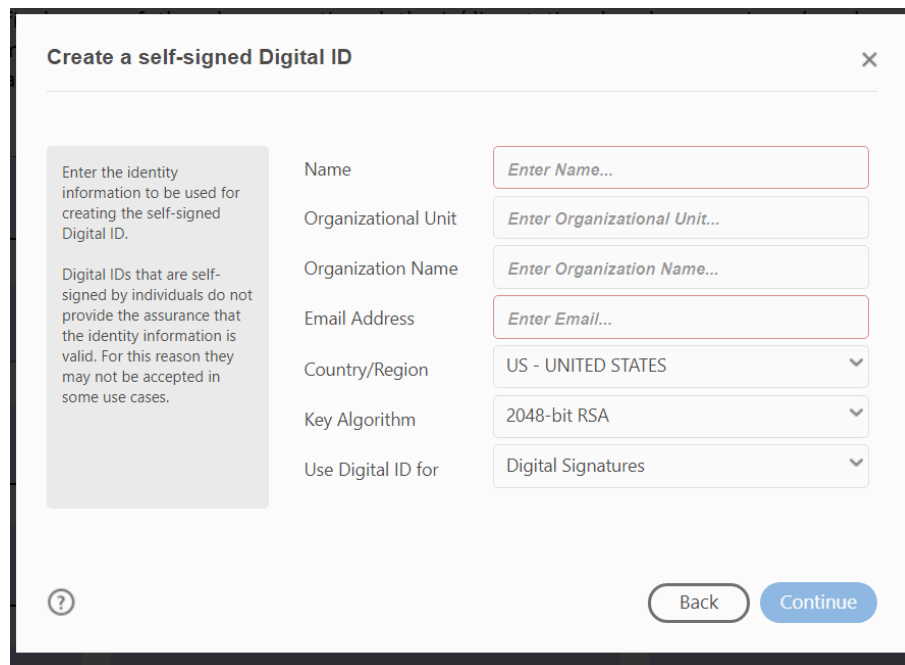 Create a self-signed Digital ID
Enter the identity
information to be used for
creating the self-signed
Digital ID.
Digital IDs that are self-
signed by individuals do not
provide the assurance that
the identity information is
valid. For this reason they
may not be accepted in
some use cases.
Name
Enter Name...
Organizational Unit
Enter Organizational Unit...
Organization Name
Enter Organization Name...
Email Address
Enter Email...
Country/Region
US - UNITED STATES
Key Algorithm
2048-bit RSA
Use Digital ID for
Digital Signatures
?
Back
Continue